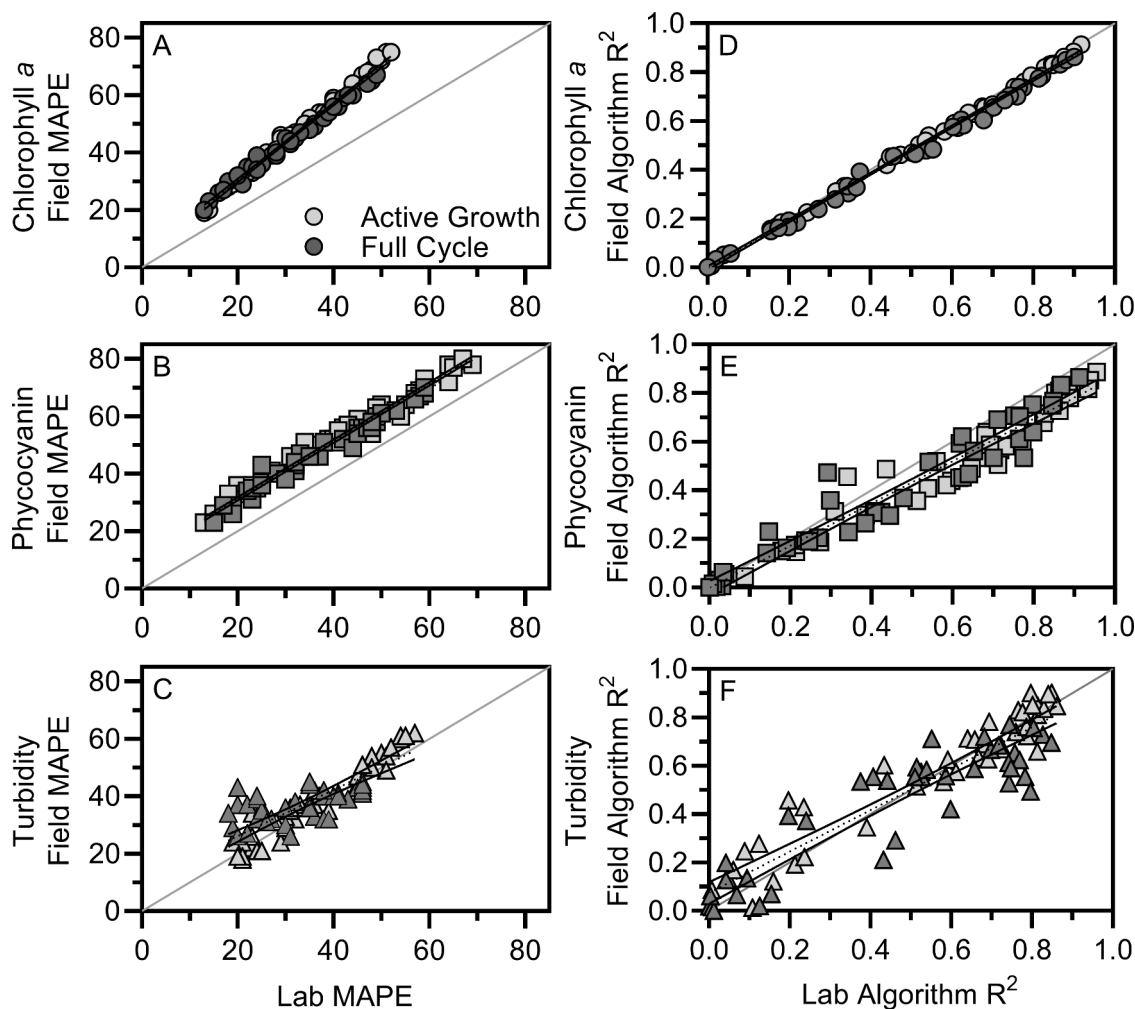 A
Chlorophyll a
Field MAPE
80
60
40
20
0
0 20 40 60 80
Active Growth
Full Cycle
D
Chlorophyll a
Field Algorithm R²
1.0
0.8
0.6
0.4
0.2
0.0
0.0 0.2 0.4 0.6 0.8 1.0
B
Phycocyanin
Field MAPE
80
60
40
20
0
0 20 40 60 80
E
Phycocyanin
Field Algorithm R²
1.0
0.8
0.6
0.4
0.2
0.0
0.0 0.2 0.4 0.6 0.8 1.0
C
Turbidity
Field MAPE
80
60
40
20
0
0 20 40 60 80
Lab MAPE
F
Turbidity
Field Algorithm R²
1.0
0.8
0.6
0.4
0.2
0.0
0.0 0.2 0.4 0.6 0.8 1.0
Lab Algorithm R²